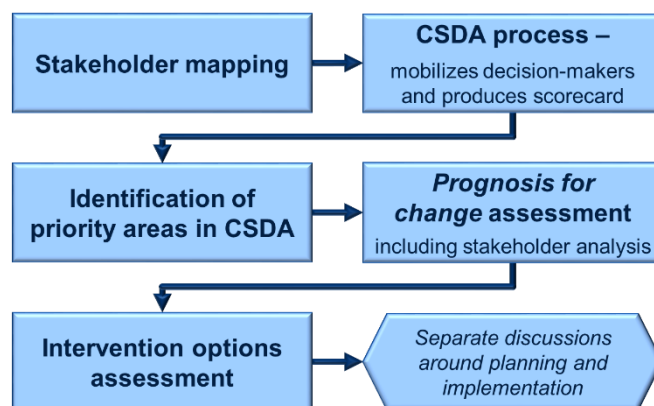 Stakeholder mapping
CSDA process –
mobilizes decision-makers
and produces scorecard
Identification of
priority areas in CSDA
Prognosis for
change assessment
including stakeholder analysis
Intervention options
assessment
Separate discussions
around planning and
implementation